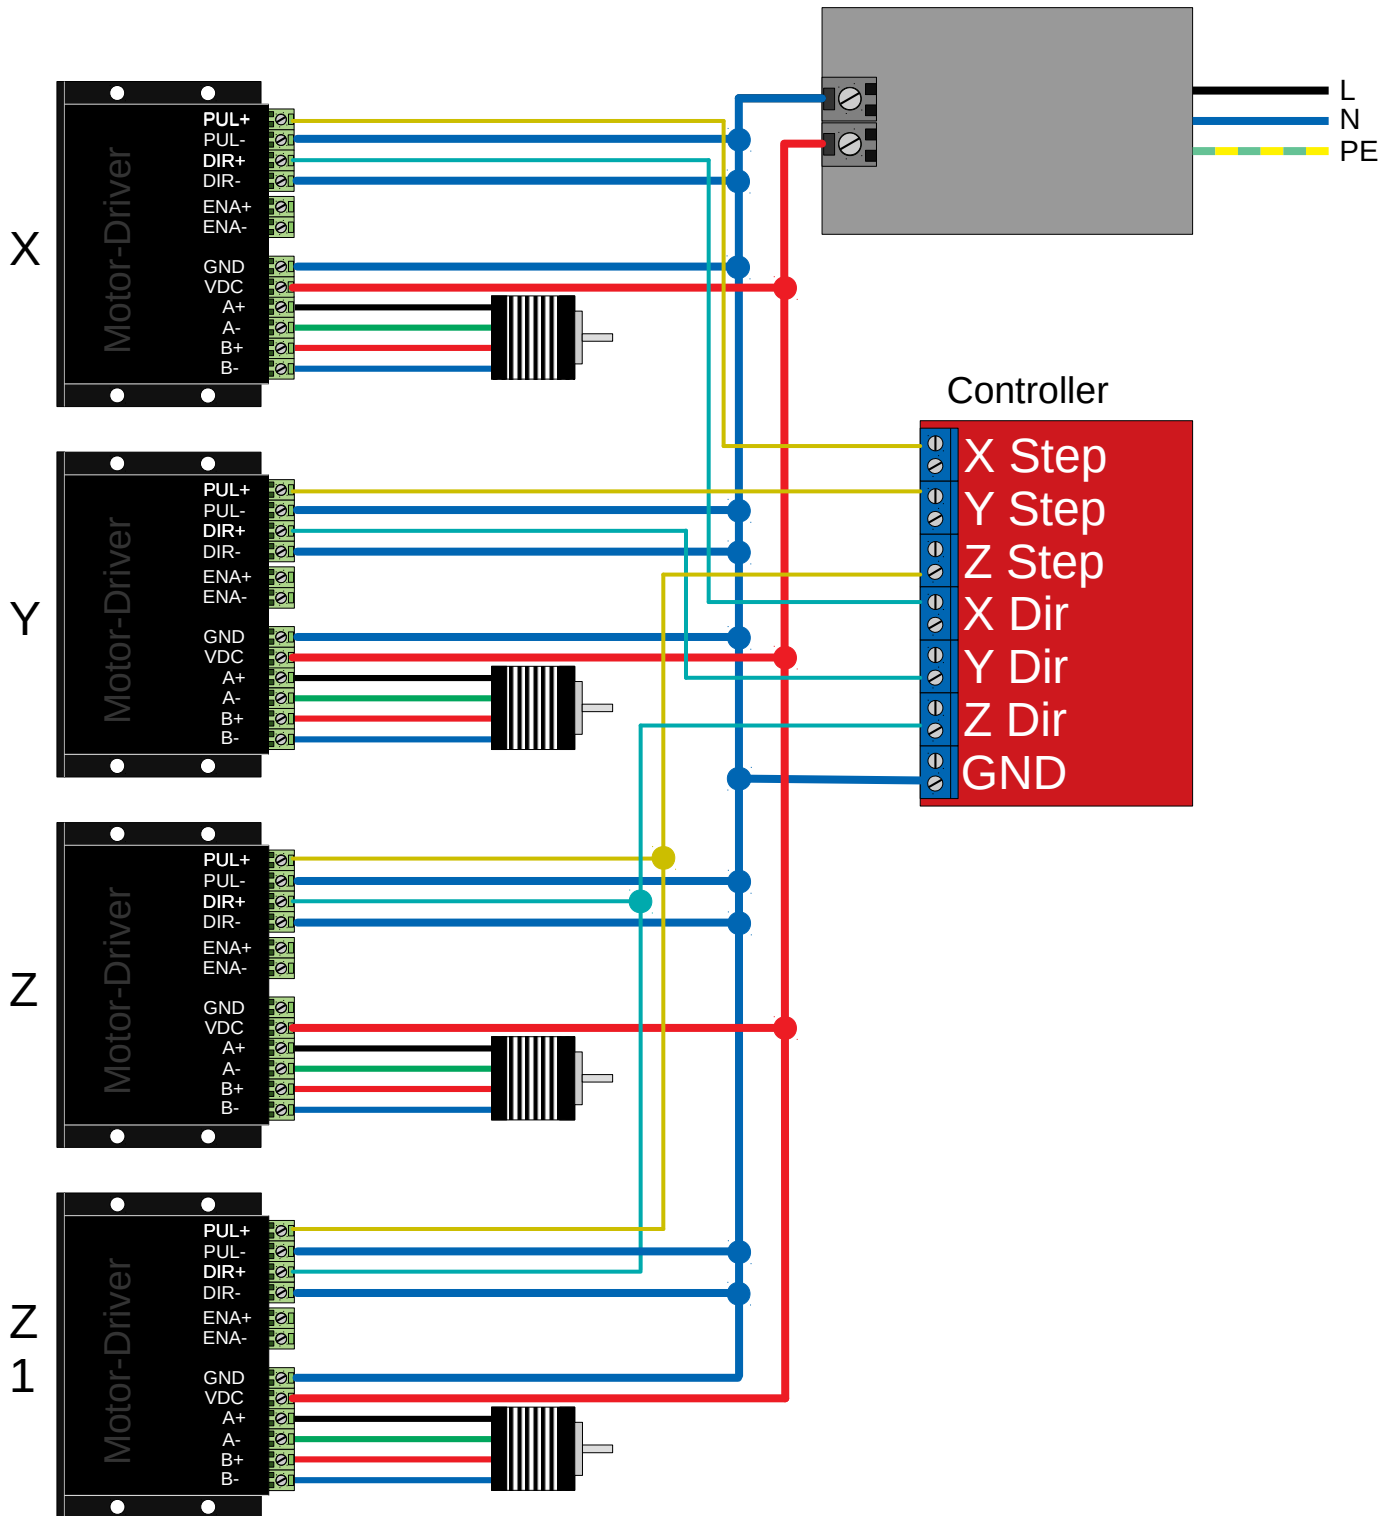 L
N
PE
X
Motor-Driver
PUL+
PUL-
DIR+
DIR-
ENA+
ENA-
GND
VDC
A+
A-
B+
B-
Controller
X Step
Y Step
Z Step
X Dir
Y Dir
Z Dir
GND
Y
Motor-Driver
PUL+
PUL-
DIR+
DIR-
ENA+
ENA-
GND
VDC
A+
A-
B+
B-
Z
Motor-Driver
PUL+
PUL-
DIR+
DIR-
ENA+
ENA-
GND
VDC
A+
A-
B+
B-
Z
1
Motor-Driver
PUL+
PUL-
DIR+
DIR-
ENA+
ENA-
GND
VDC
A+
A-
B+
B-